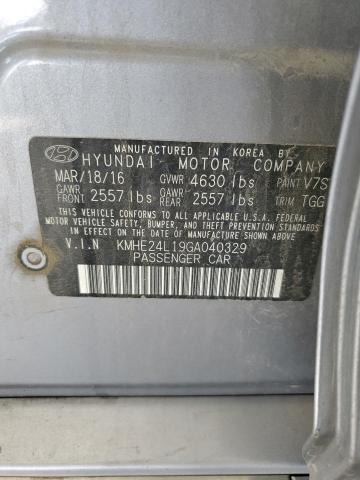 MANUFACTURED IN KOREA BY
HYUNDAI MOTOR COMPANY
MAR/18/16 GVWR 4630 lbs PAINT V7S
GAWR FRONT 2557 lbs GAWR REAR 2557 lbs TRIM TGG
THIS VEHICLE CONFORMS TO ALL APPLICABLE U.S.A. FEDERAL
MOTOR VEHICLE SAFETY, BUMPER, AND THEFT PREVENTION STANDARDS
IN EFFECT ON THE DATE OF MANUFACTURE SHOWN ABOVE.
V.I.N KMHE24L19GA040329
PASSENGER CAR